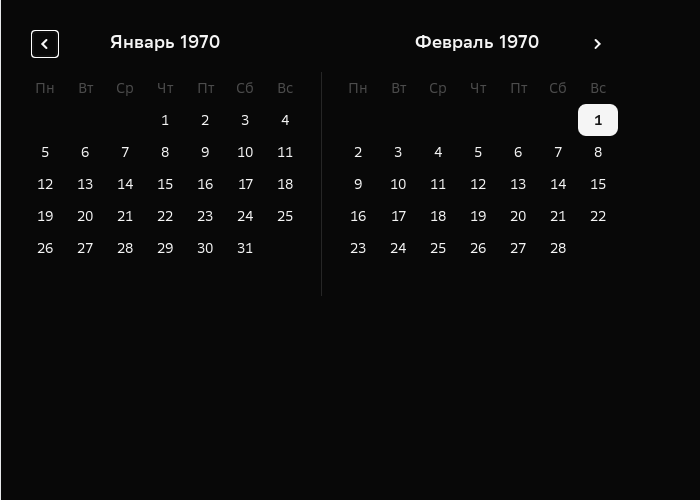 Январь 1970
Февраль 1970
Пн Вт Ср Чт Пт Сб Вс
1 2 3 4
5 6 7 8 9 10 11
12 13 14 15 16 17 18
19 20 21 22 23 24 25
26 27 28 29 30 31
Пн Вт Ср Чт Пт Сб Вс
1
2 3 4 5 6 7 8
9 10 11 12 13 14 15
16 17 18 19 20 21 22
23 24 25 26 27 28